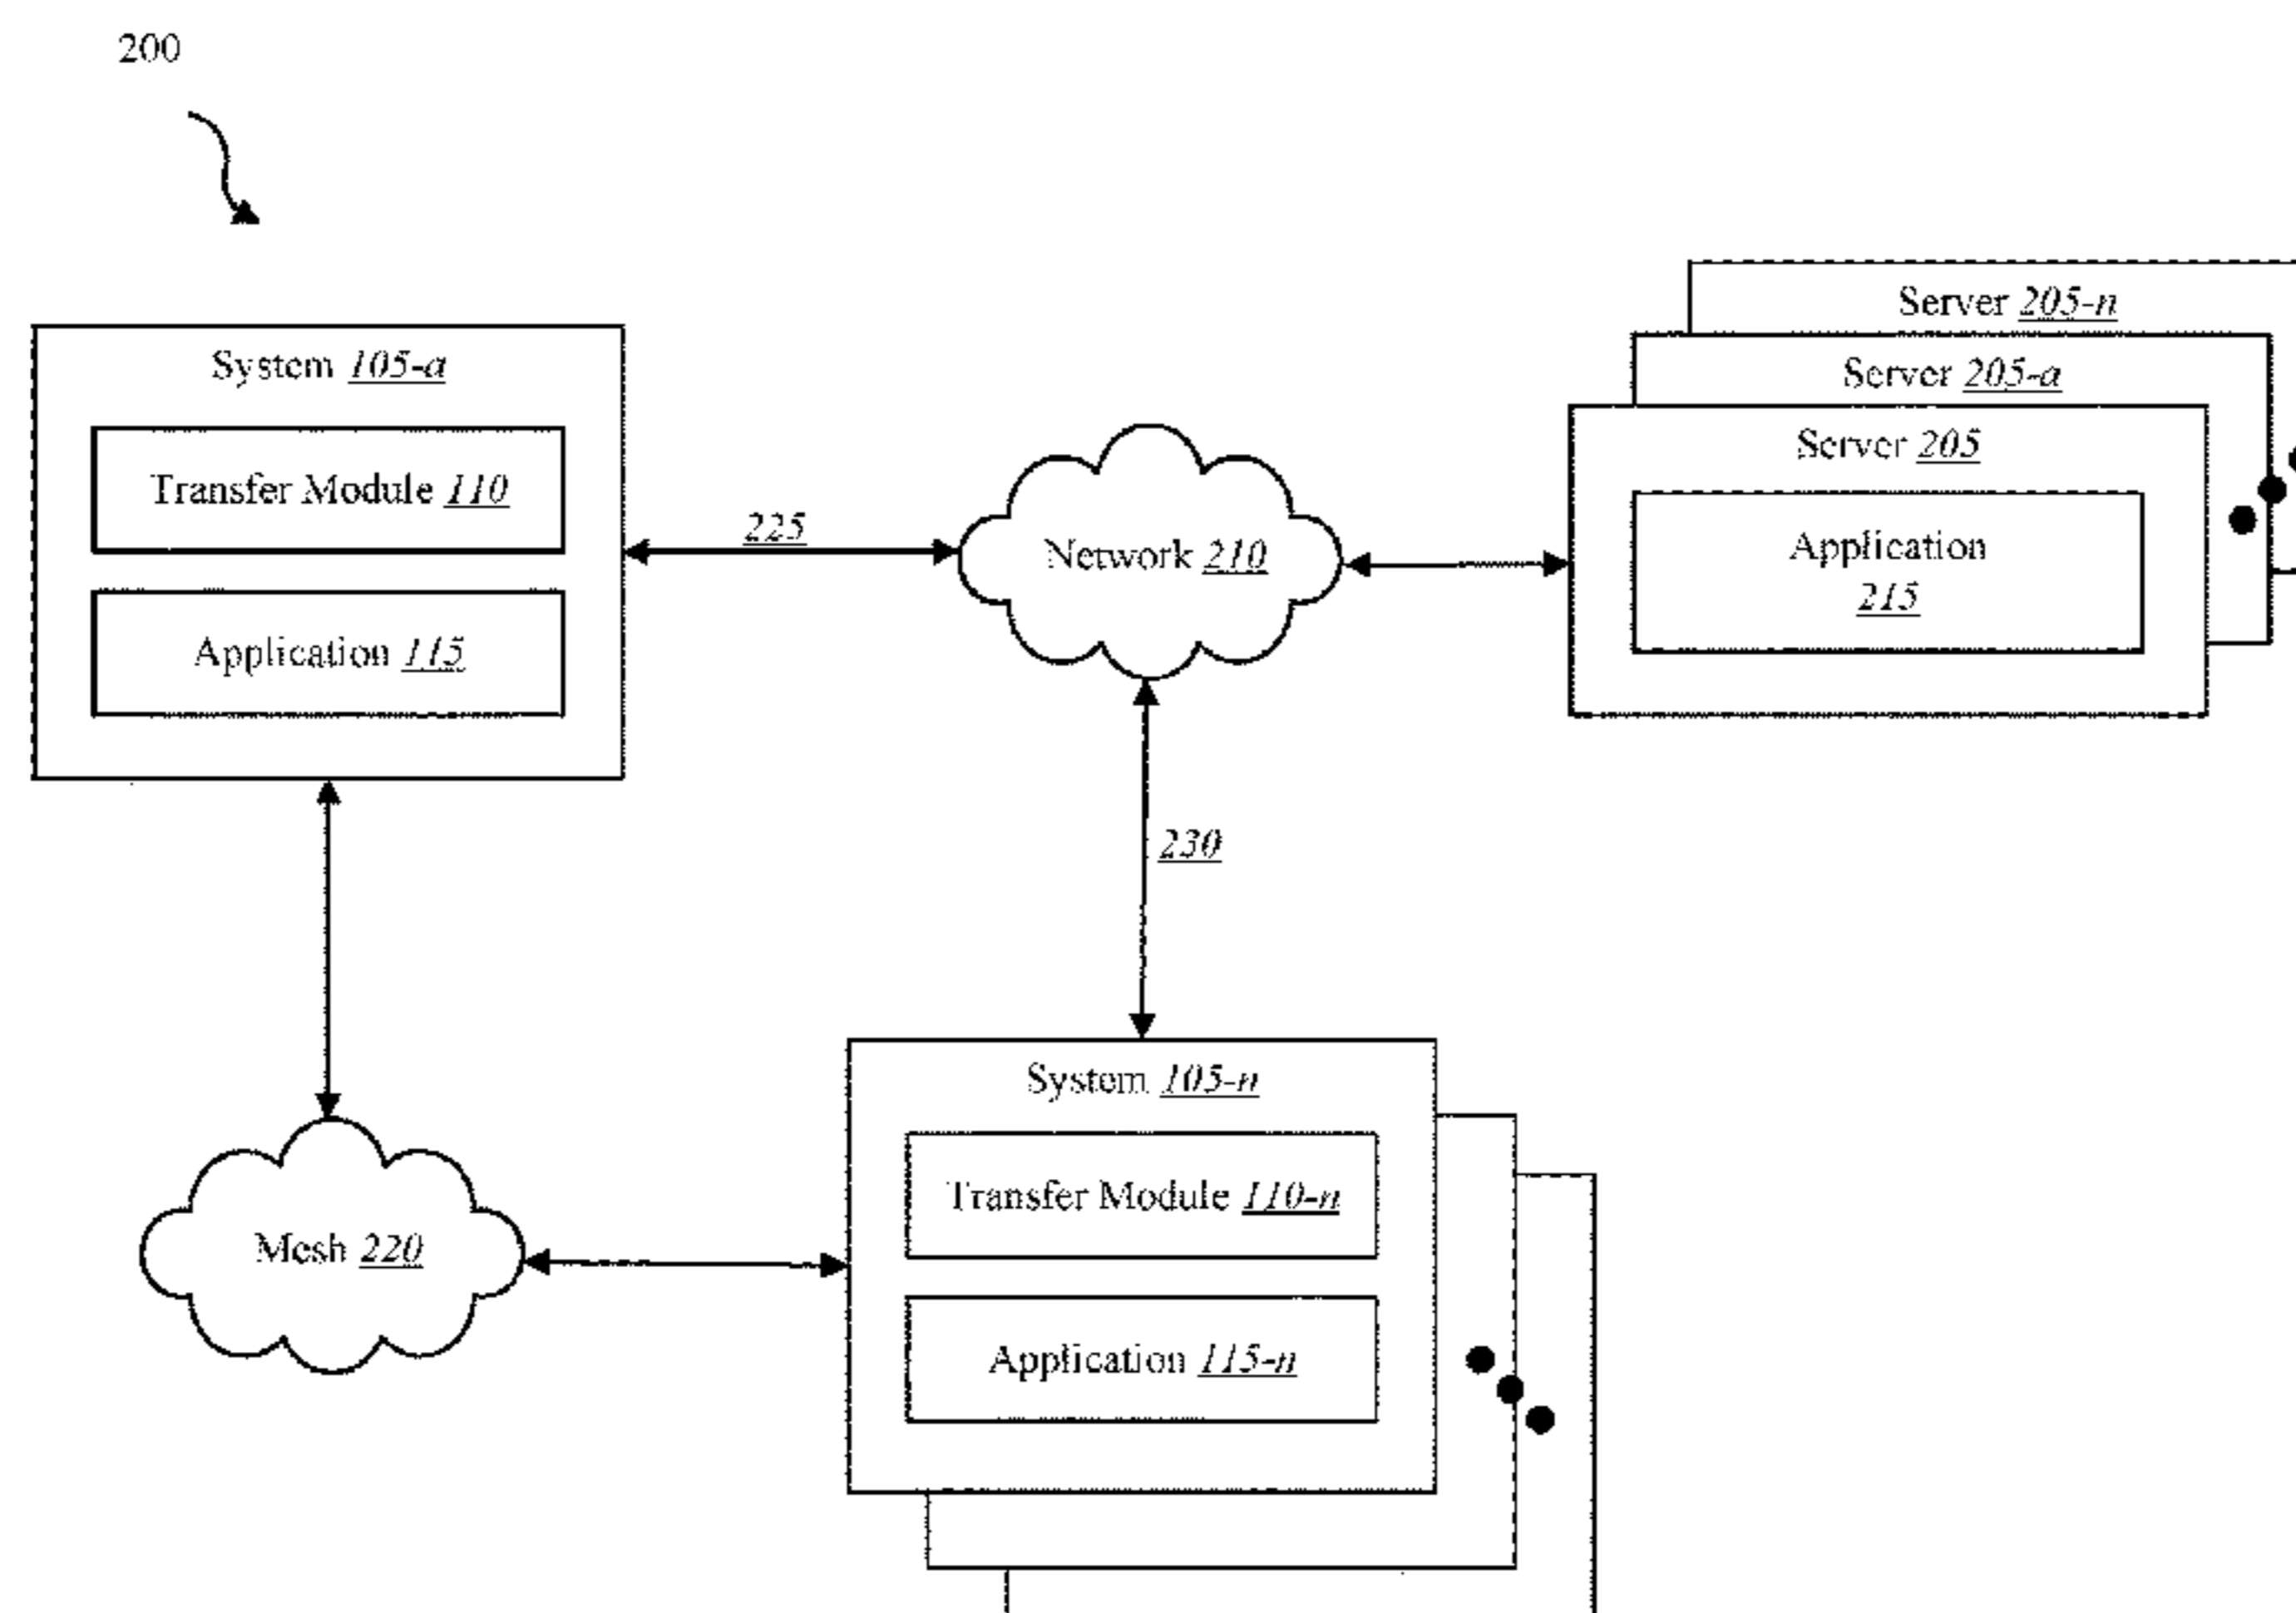 200
Server 205-n
System 105-a
Server 205-a
Server 205
Transfer Module 110
225
Network 210
Application
215
Application 115
230
System 105-n
Transfer Module 110-n
Mesh 220
Application 115-n